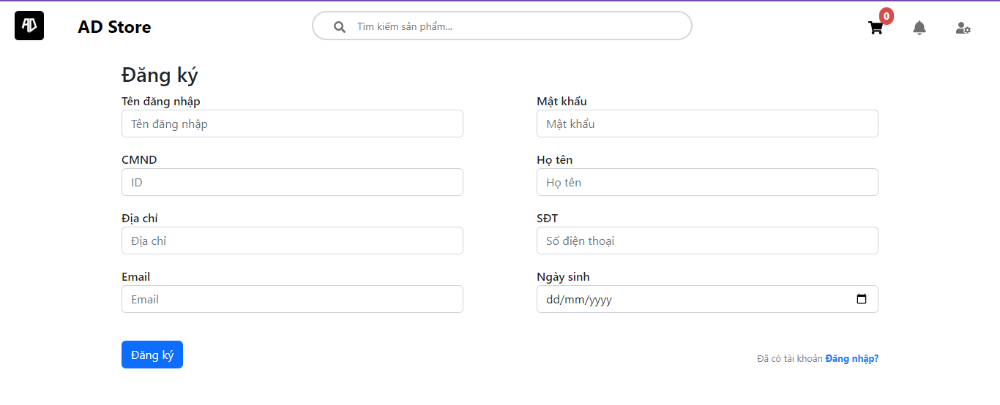 AD
AD Store
Tìm kiếm sản phẩm...
0
Đăng ký
Tên đăng nhập
Mật khẩu
Tên đăng nhập
Mật khẩu
CMND
Họ tên
ID
Họ tên
Địa chỉ
SĐT
Địa chỉ
Số điện thoại
Email
Ngày sinh
Email
dd/mm/yyyy
Đăng ký
Đã có tài khoản Đăng nhập?